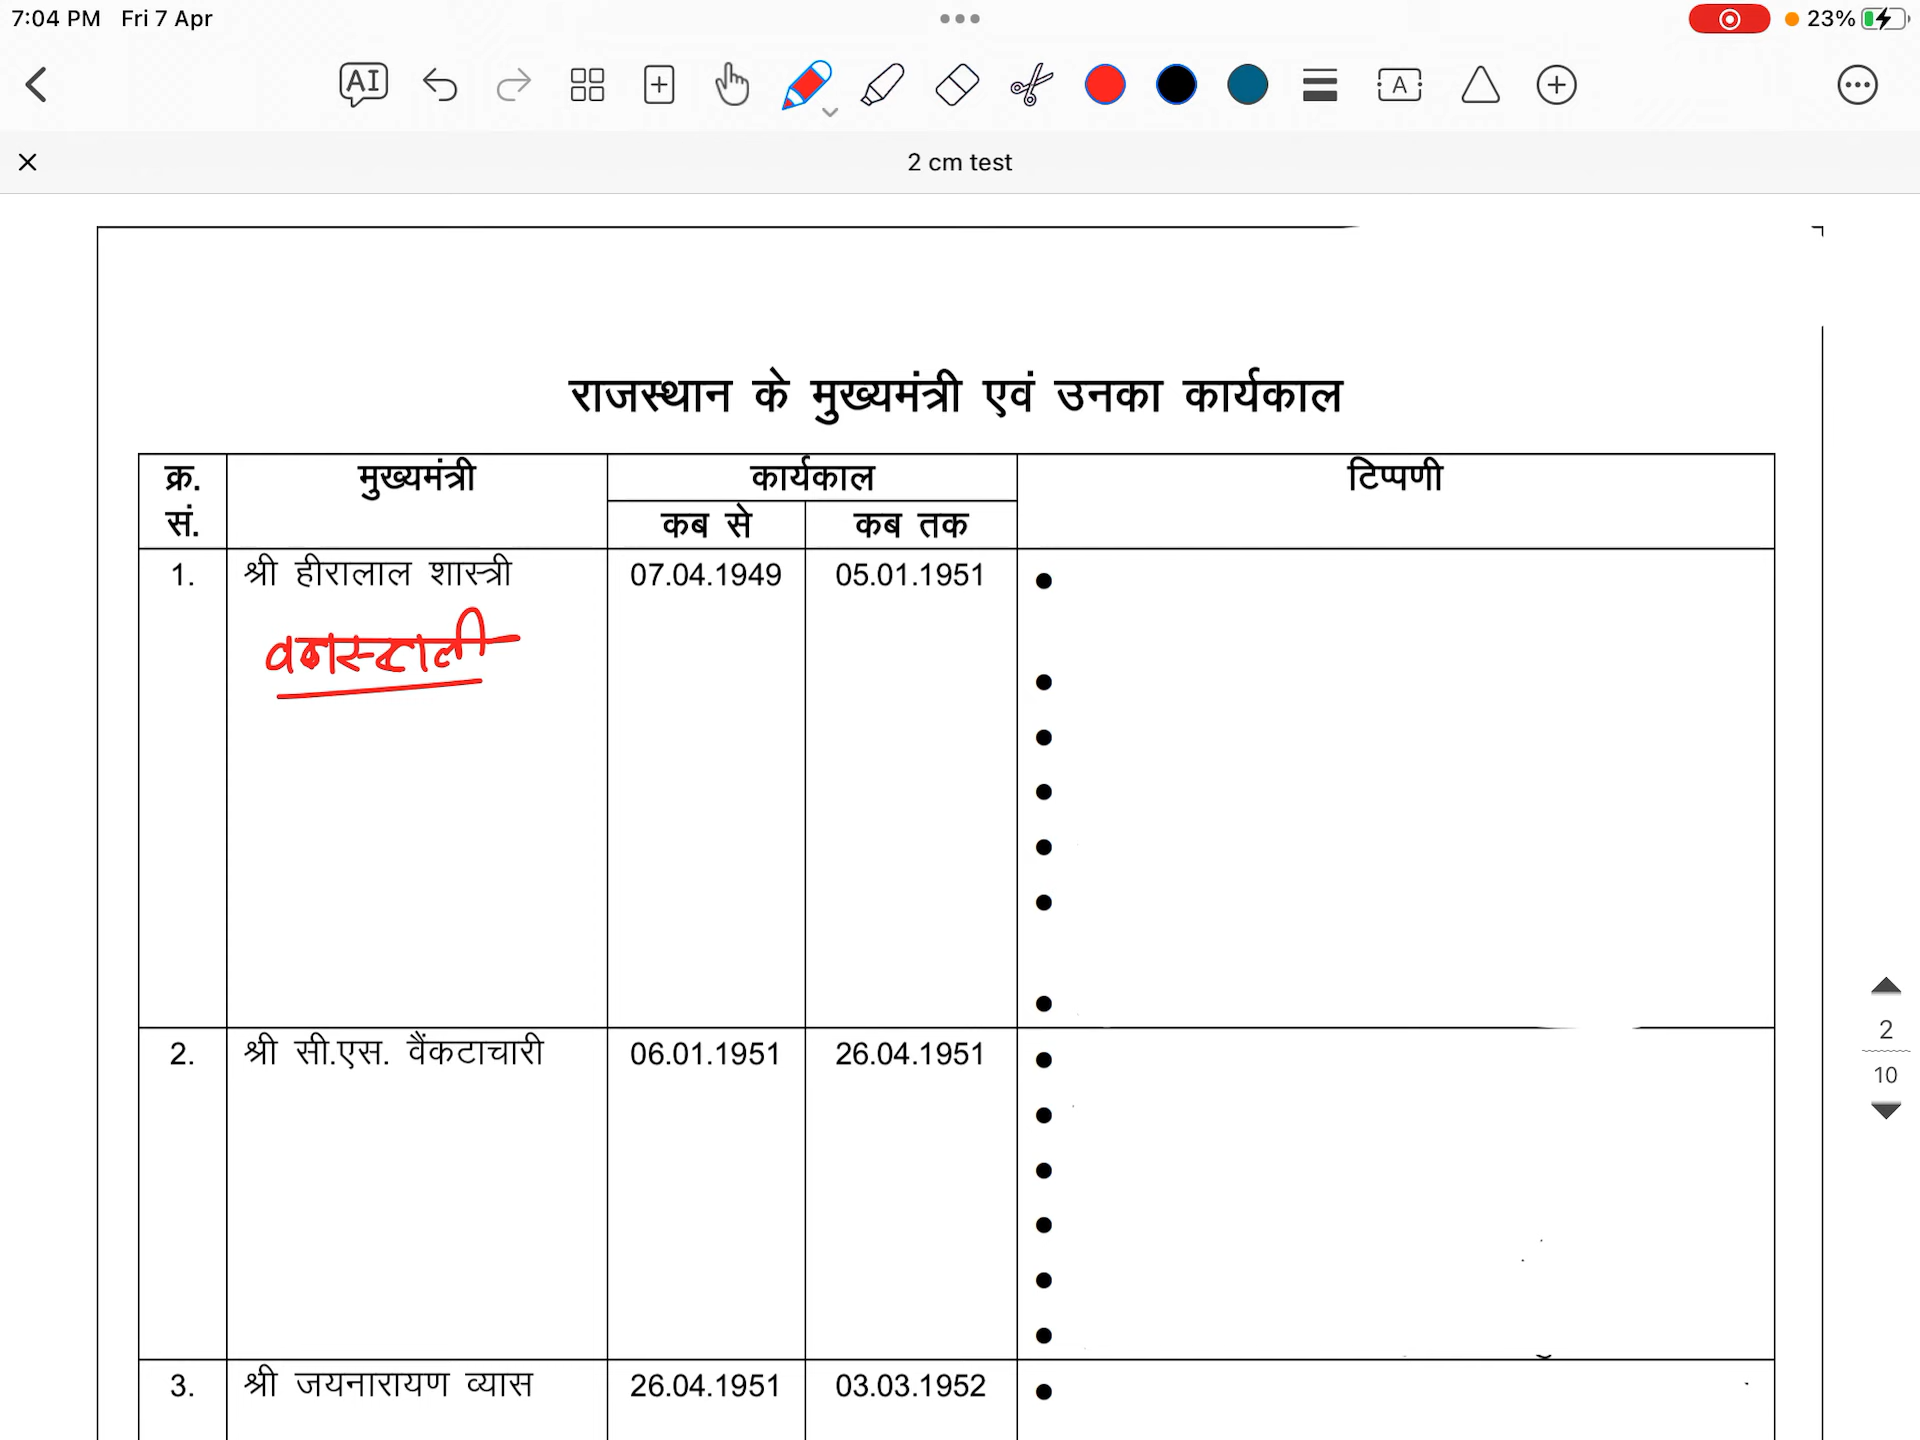 7:04 PM Fri 7 Apr
23%
AI
A
2 cm test
राजस्थान के मुख्यमंत्री एवं उनका कार्यकाल
क्र. सं. मुख्यमंत्री कार्यकाल टिप्पणी
कब से कब तक
1. श्री हीरालाल शास्त्री 07.04.1949 05.01.1951
2. श्री सी.एस. वैंकटाचारी 06.01.1951 26.04.1951
2
10
3. श्री जयनारायण व्यास 26.04.1951 03.03.1952